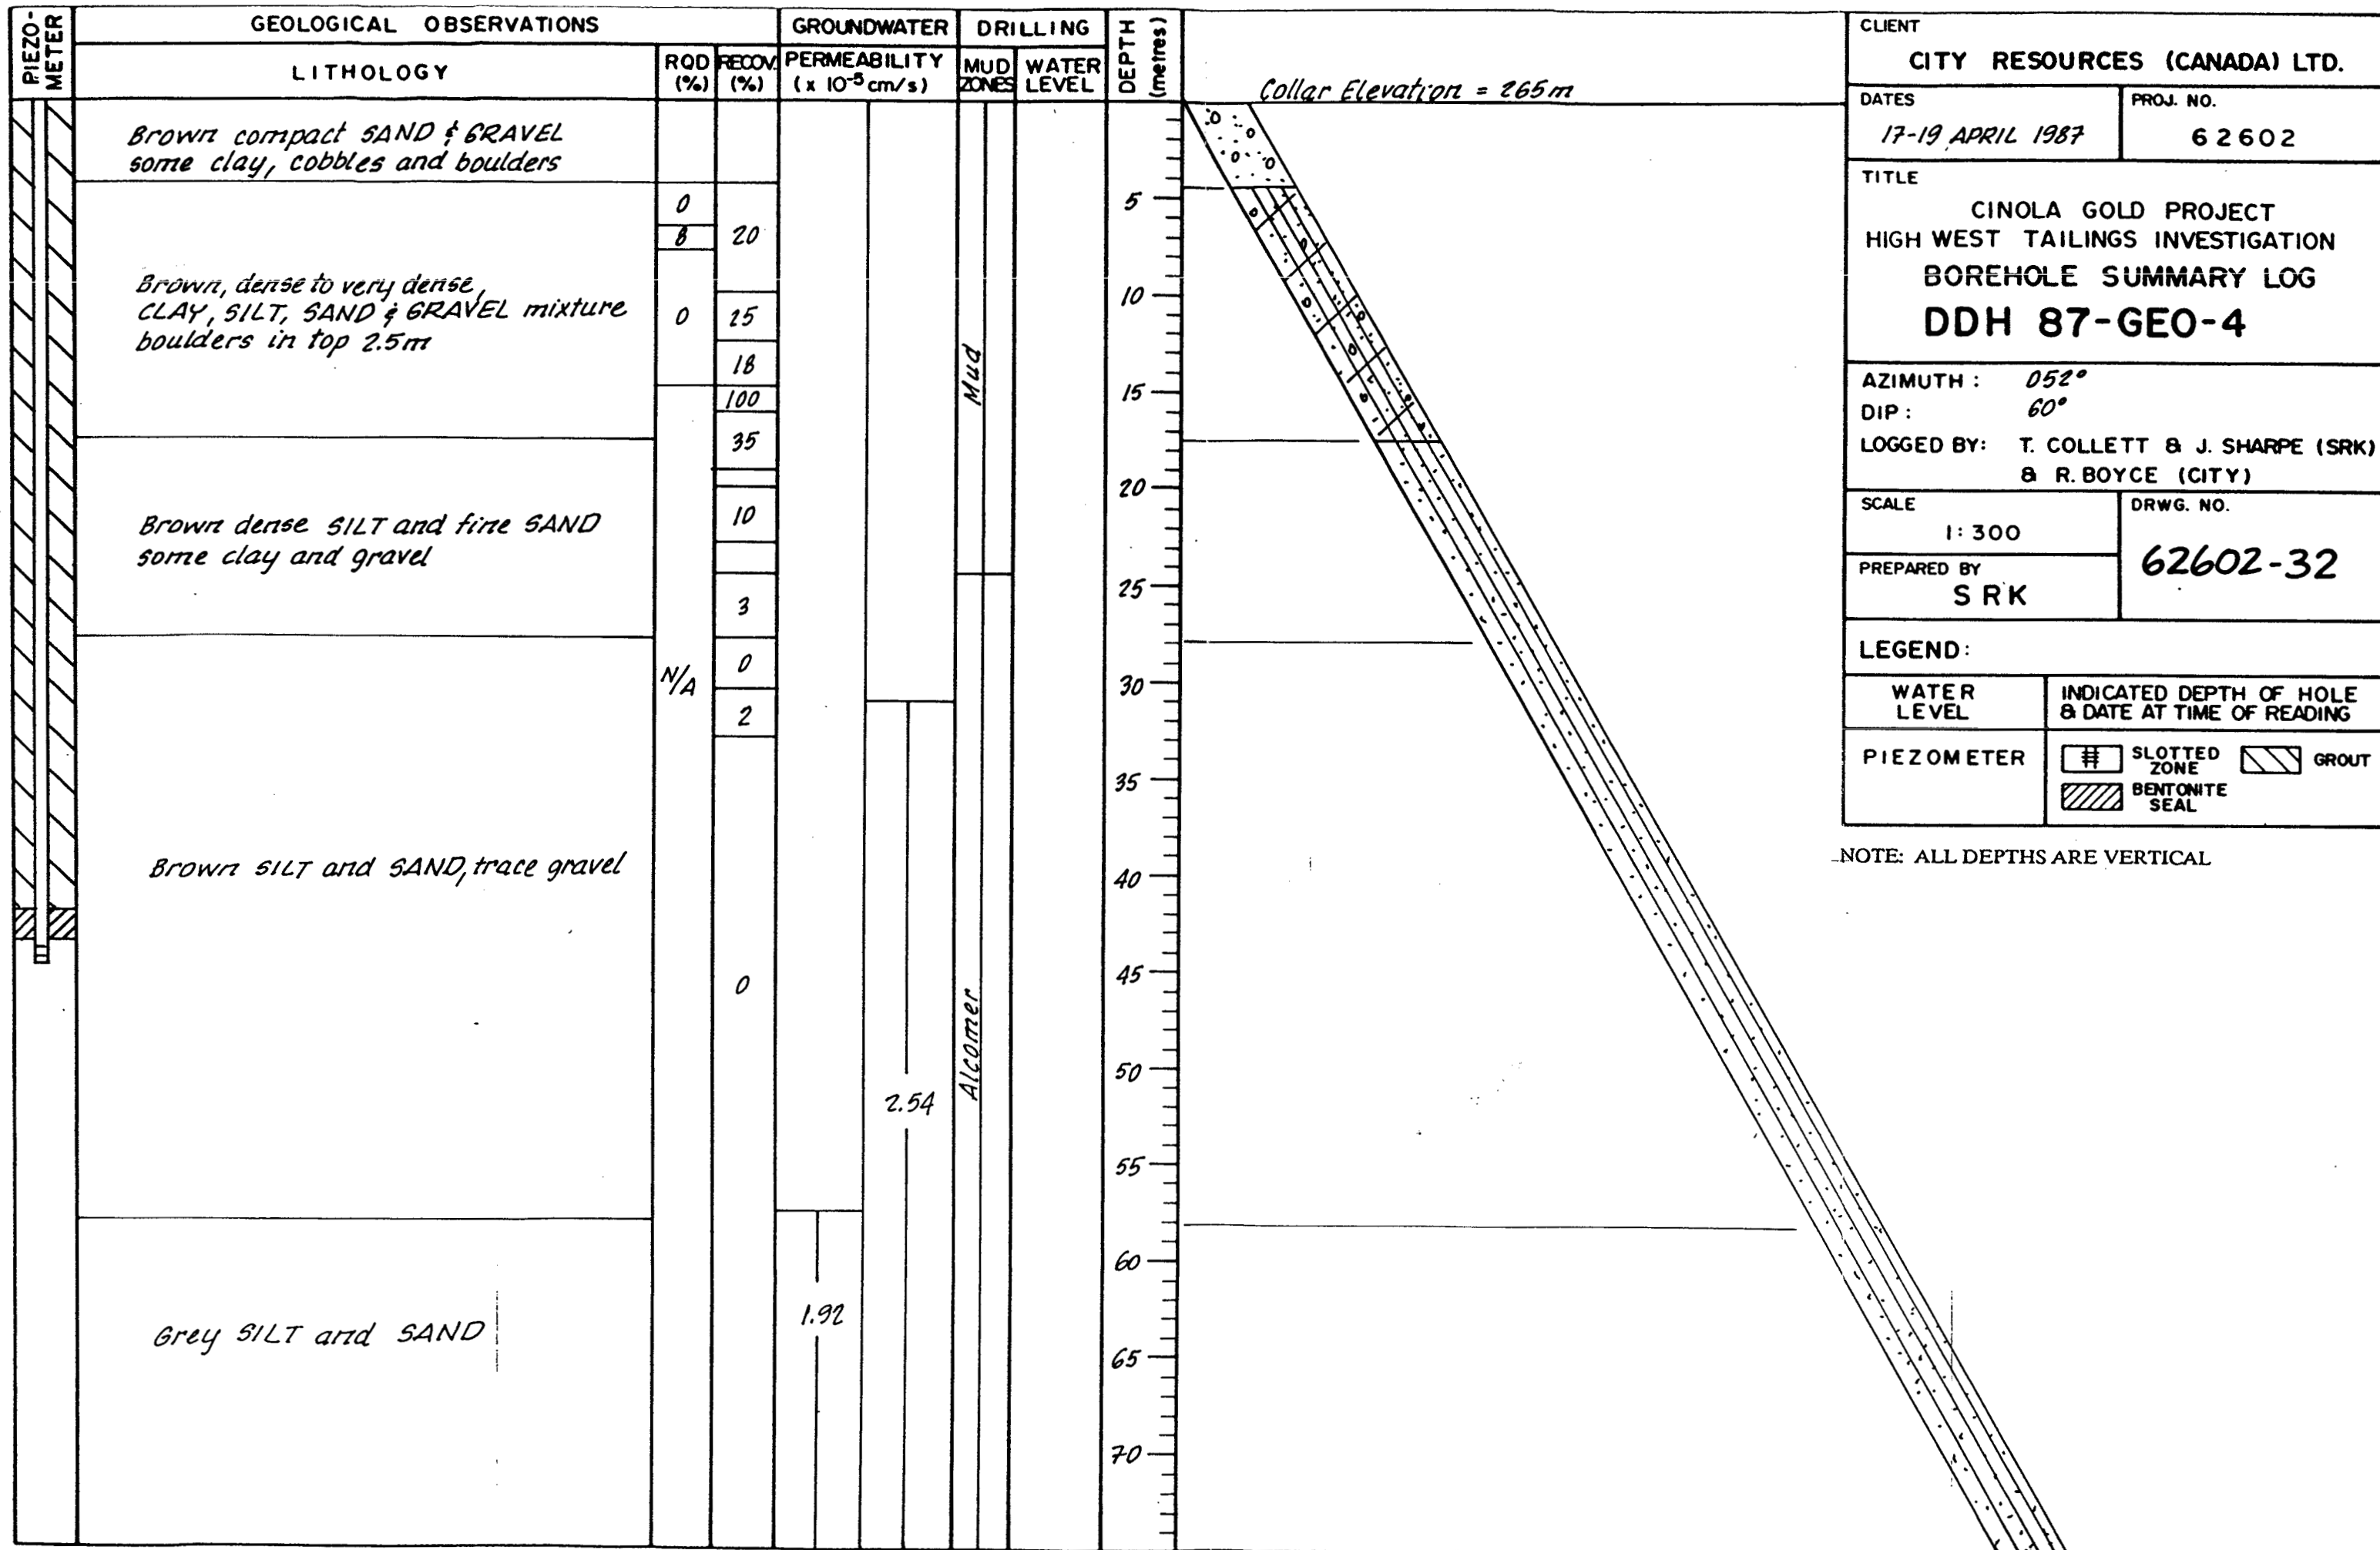 PIEZO-
METER
GEOLOGICAL OBSERVATIONS
LITHOLOGY
RQD
(%)
RECOV.
(%)
GROUNDWATER
PERMEABILITY
(x 10⁻⁵ cm/s)
DRILLING
MUD
ZONES
WATER
LEVEL
DEPTH
(metres)
Brown compact SAND & GRAVEL
some clay, cobbles and boulders
Brown, dense to very dense,
CLAY, SILT, SAND & GRAVEL mixture
boulders in top 2.5m
Brown dense SILT and fine SAND
some clay and gravel
Brown SILT and SAND, trace gravel
Grey SILT and SAND
0
8
0
N/A
20
25
18
100
35
10
3
0
2
0
1.92
2.54
Mud
Alcomer
5
10
15
20
25
30
35
40
45
50
55
60
65
70
Collar Elevation = 265m
CLIENT
CITY RESOURCES (CANADA) LTD.
DATES
17-19 APRIL 1987
PROJ. NO.
62602
TITLE
CINOLA GOLD PROJECT
HIGH WEST TAILINGS INVESTIGATION
BOREHOLE SUMMARY LOG
DDH 87-GEO-4
AZIMUTH: 052°
DIP: 60°
LOGGED BY: T. COLLETT & J. SHARPE (SRK)
& R. BOYCE (CITY)
SCALE
1:300
PREPARED BY
SRK
DRWG. NO.
62602-32
LEGEND:
WATER
LEVEL
INDICATED DEPTH OF HOLE
& DATE AT TIME OF READING
PIEZOMETER
SLOTTED
ZONE
GROUT
BENTONITE
SEAL
NOTE: ALL DEPTHS ARE VERTICAL